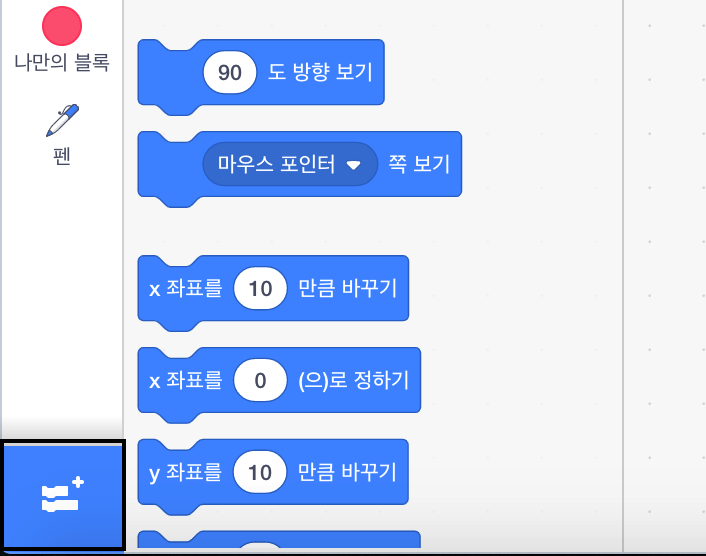 나만의 블록
펜
90 도 방향 보기
마우스 포인터 쪽 보기
x 좌표를 10 만큼 바꾸기
x 좌표를 0 (으)로 정하기
y 좌표를 10 만큼 바꾸기